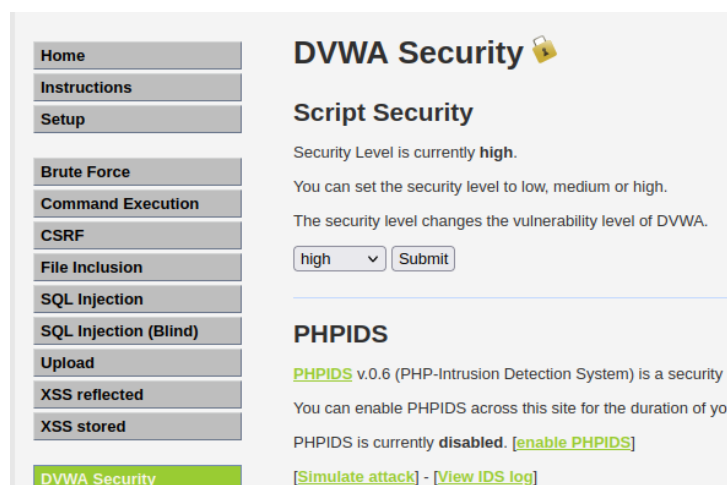 Home
Instructions
Setup
Brute Force
Command Execution
CSRF
File Inclusion
SQL Injection
SQL Injection (Blind)
Upload
XSS reflected
XSS stored
DVWA Security
DVWA Security
Script Security
Security Level is currently high.
You can set the security level to low, medium or high.
The security level changes the vulnerability level of DVWA.
high Submit
PHPIDS
PHPIDS v.0.6 (PHP-Intrusion Detection System) is a security
You can enable PHPIDS across this site for the duration of yo
PHPIDS is currently disabled. [enable PHPIDS]
[Simulate attack] - [View IDS log]